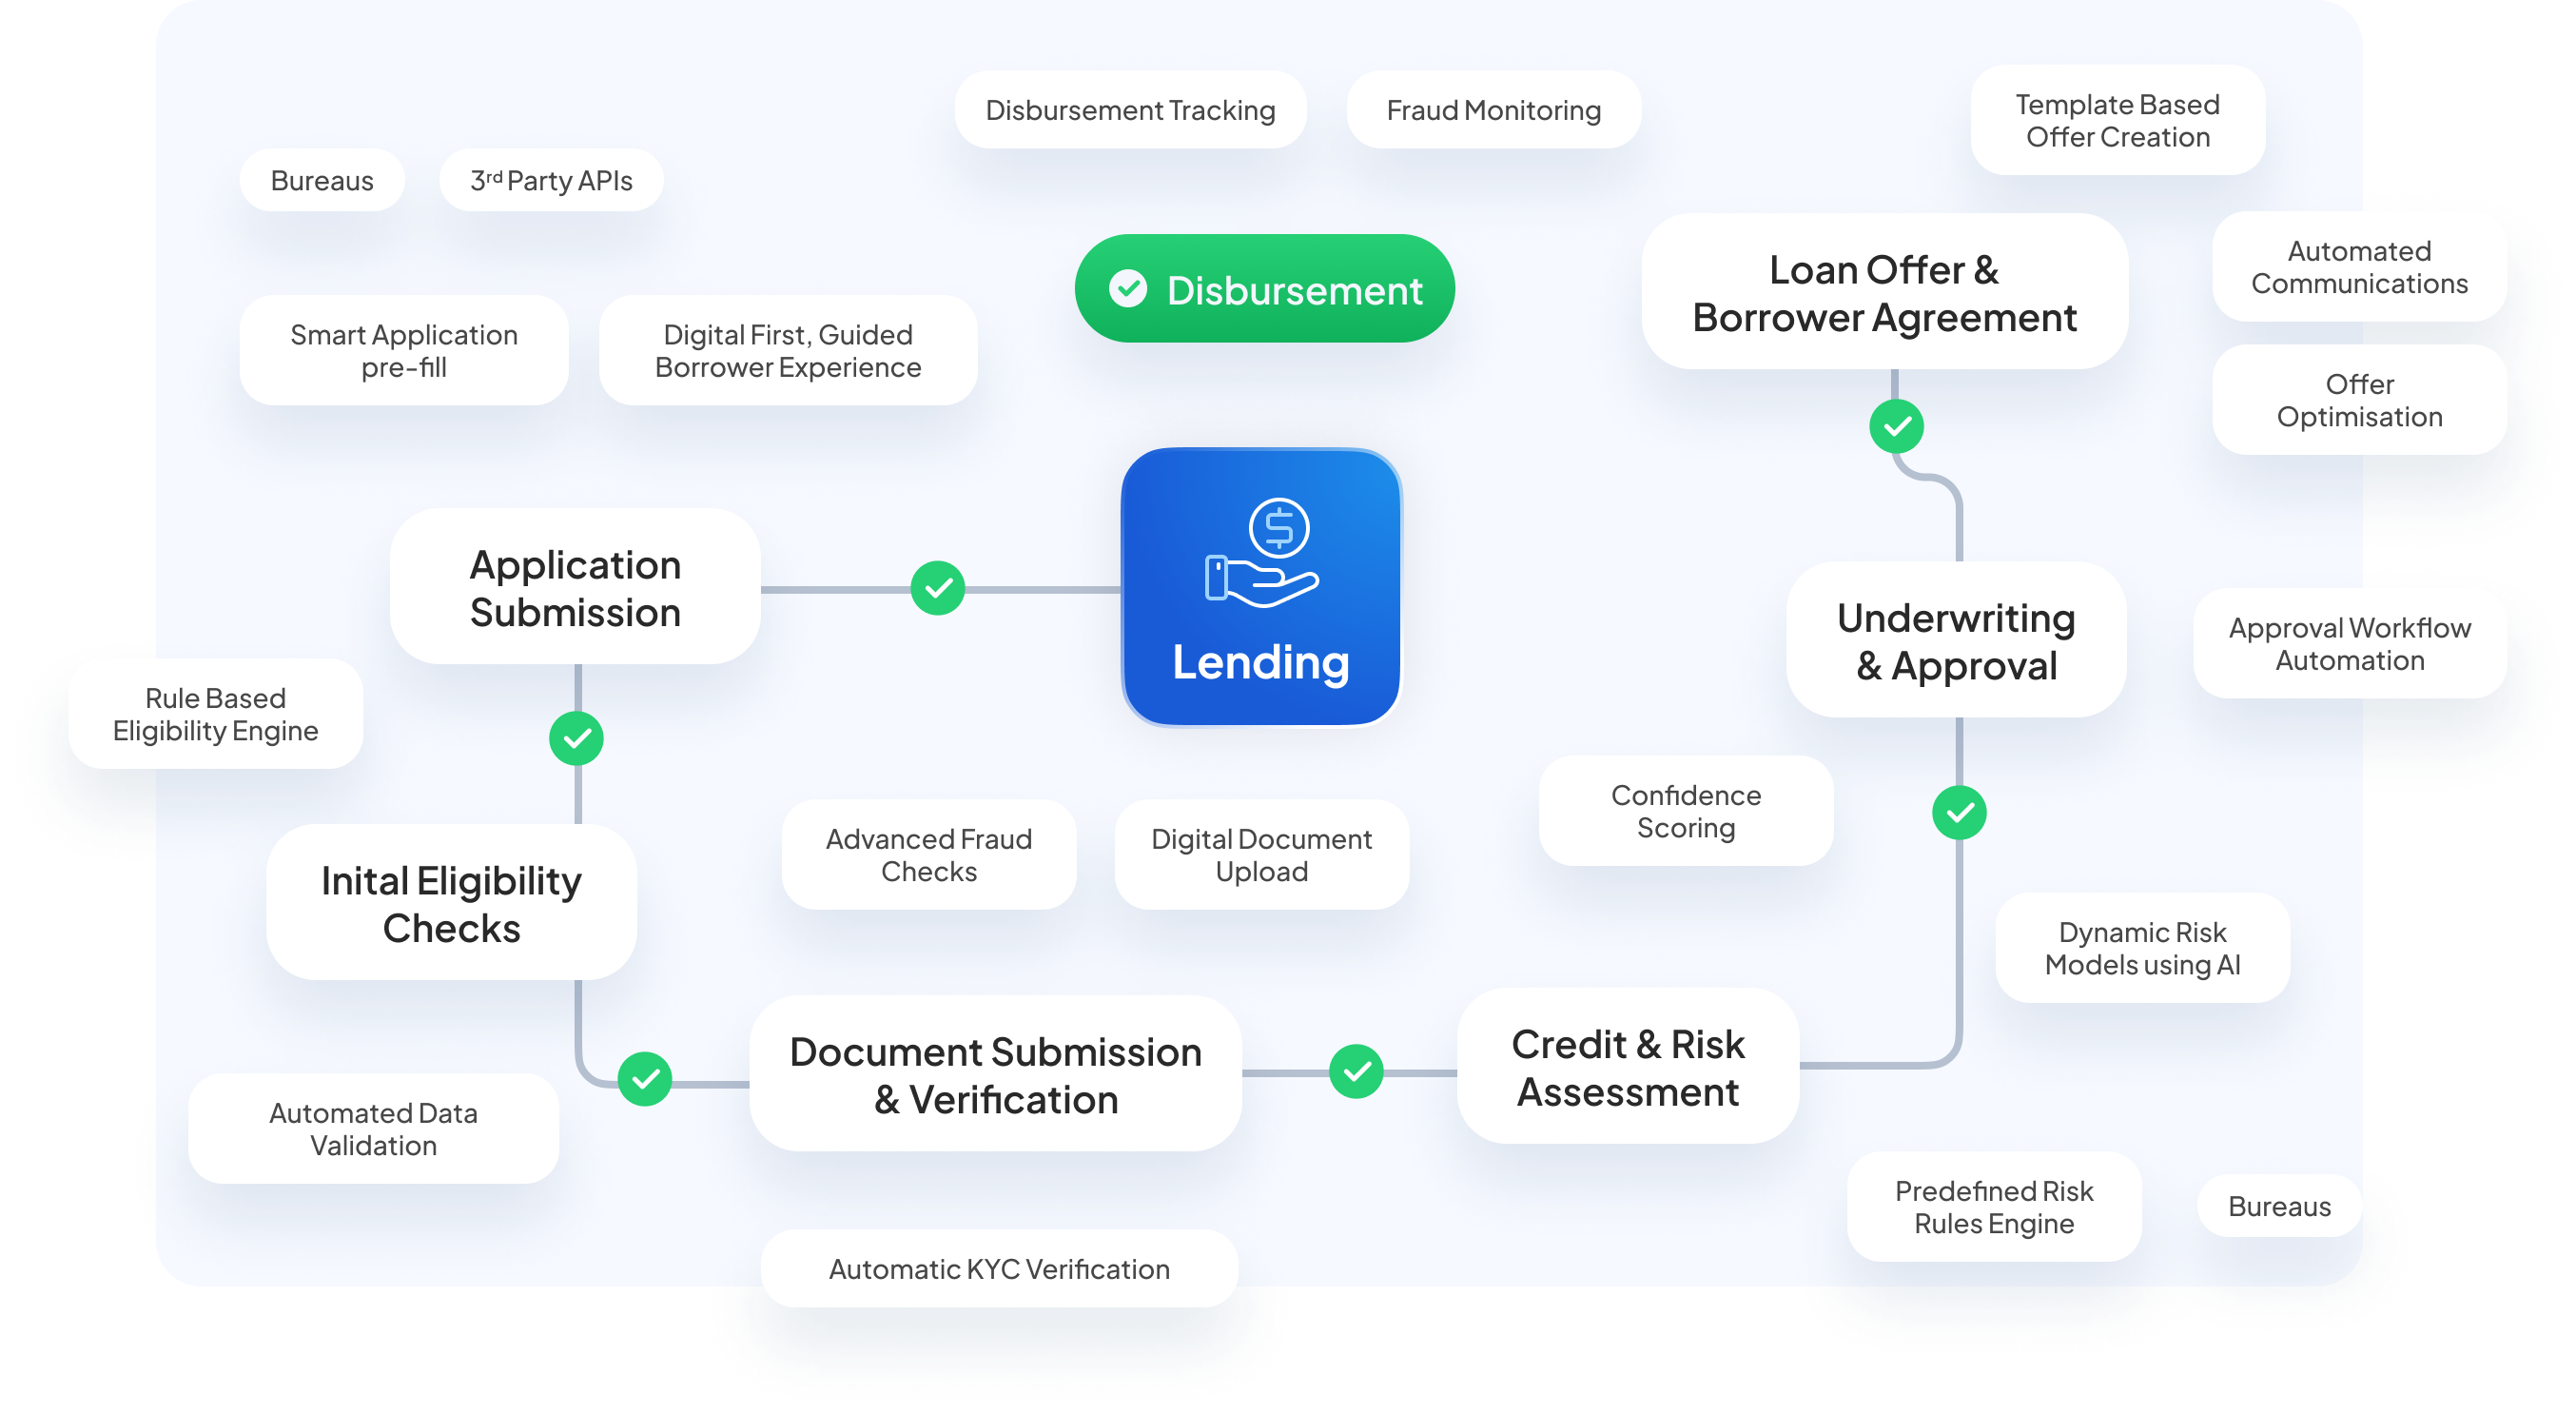 Disbursement Tracking
Fraud Monitoring
Template Based
Offer Creation
Bureaus
3rd Party APIs
Disbursement
Loan Offer &
Borrower Agreement
Automated
Communications
Smart Application
pre-fill
Digital First, Guided
Borrower Experience
Offer
Optimisation
Application
Submission
Lending
Underwriting
& Approval
Approval Workflow
Automation
Rule Based
Eligibility Engine
Inital Eligibility
Checks
Advanced Fraud
Checks
Digital Document
Upload
Confidence
Scoring
Dynamic Risk
Models using AI
Document Submission
& Verification
Credit & Risk
Assessment
Automated Data
Validation
Predefined Risk
Rules Engine
Bureaus
Automatic KYC Verification